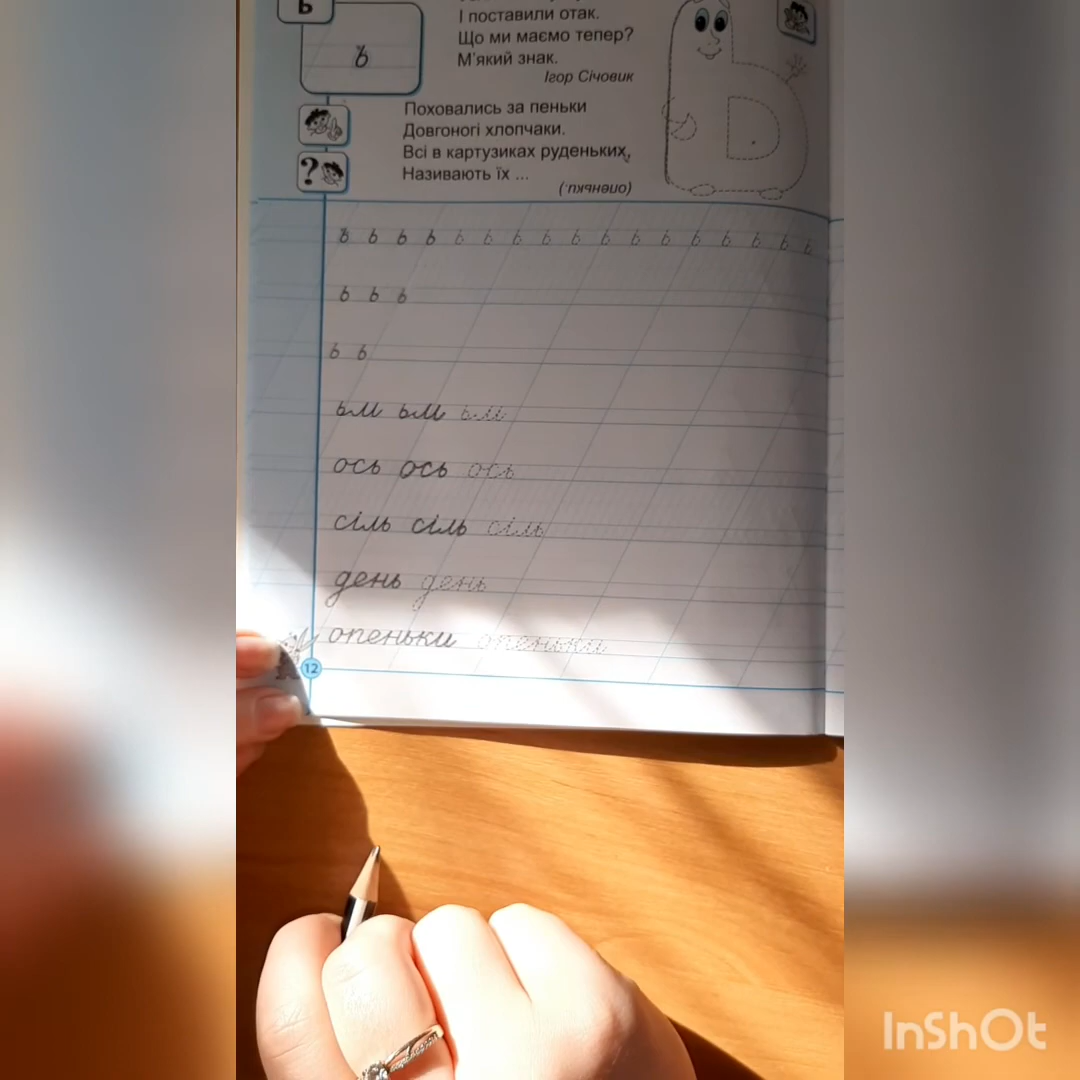 Ь
І поставили отак.
Що ми маємо тепер?
М'який знак.
Ігор Січовик
ь
Поховались за пеньки
Довгоногі хлопчаки.
Всі в картузиках руденьких,
Називають їх ...
(опеньки.)
?
ь ь ь ь ь ь ь ь ь ь ь ь ь ь ь ь ь
ь ь ь
ь ь
ьм ьм ьм
ось ось ось
сіль сіль сіль
день день
опеньки опеньки
12
InShOt